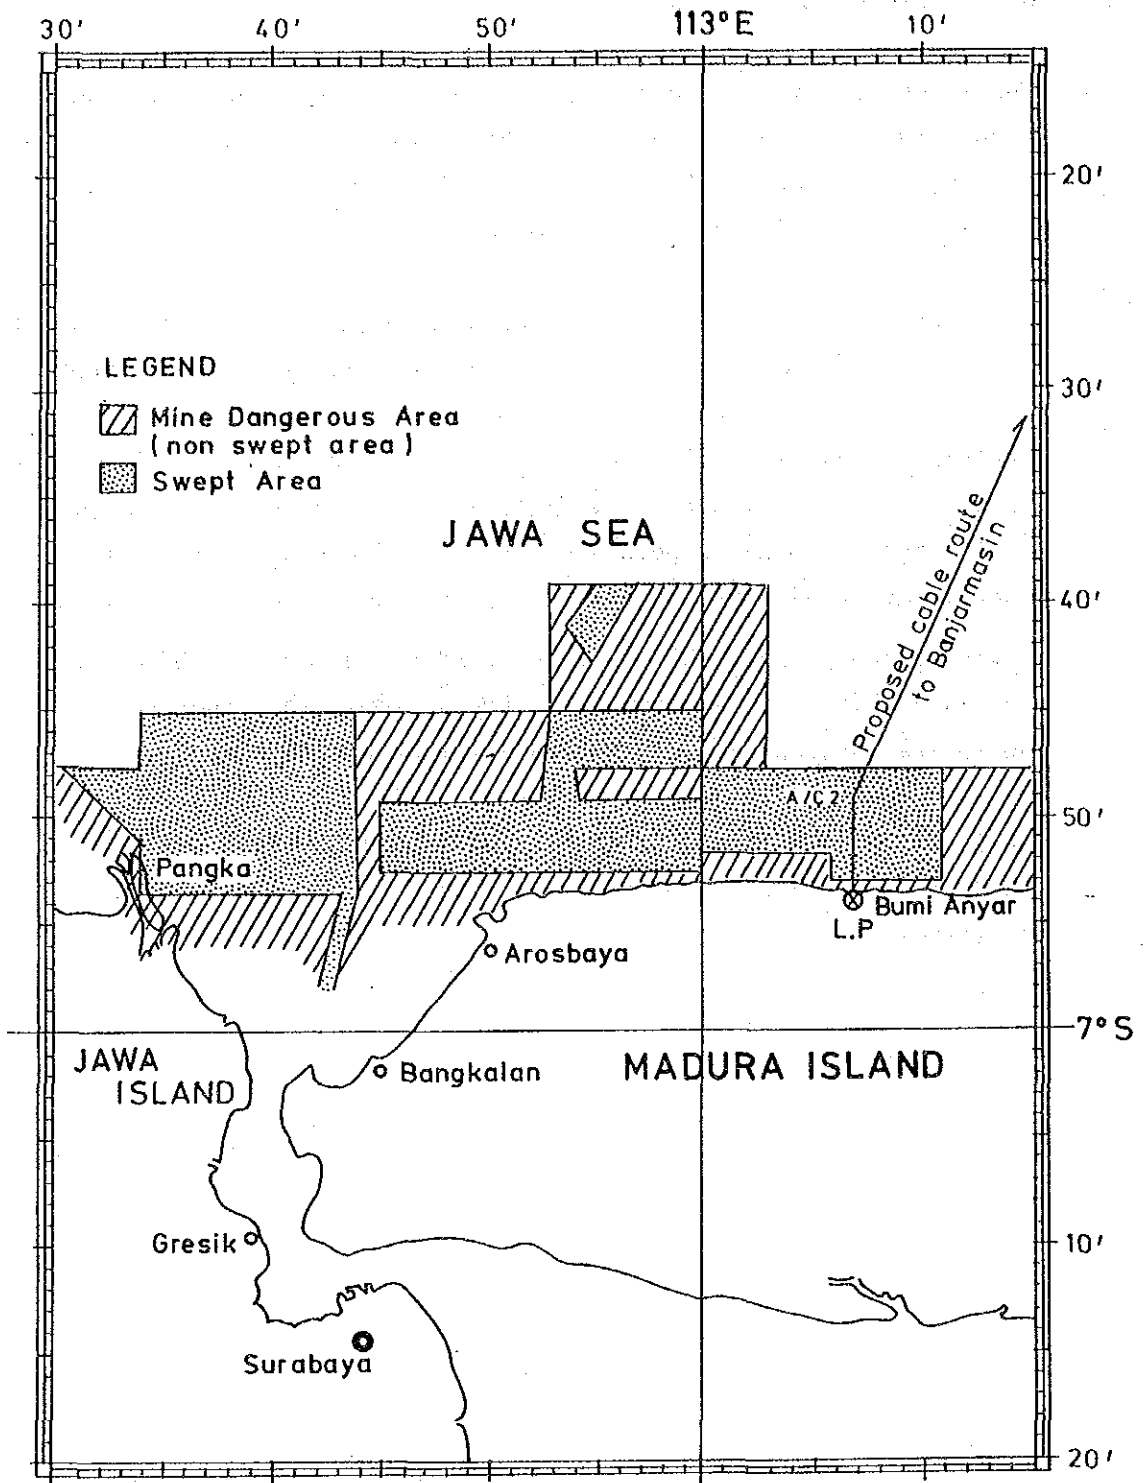 30' 40' 50' 113°E 10'
20'
30'
LEGEND
Mine Dangerous Area
(non swept area)
Swept Area
JAWA SEA
Proposed cable route
to Banjarmasin
40'
A/C 2
50'
Pangka
Bumi Anyar
L.P
Arosbaya
7°S
JAWA
ISLAND
Bangkalan
MADURA ISLAND
Gresik
10'
Surabaya
20'